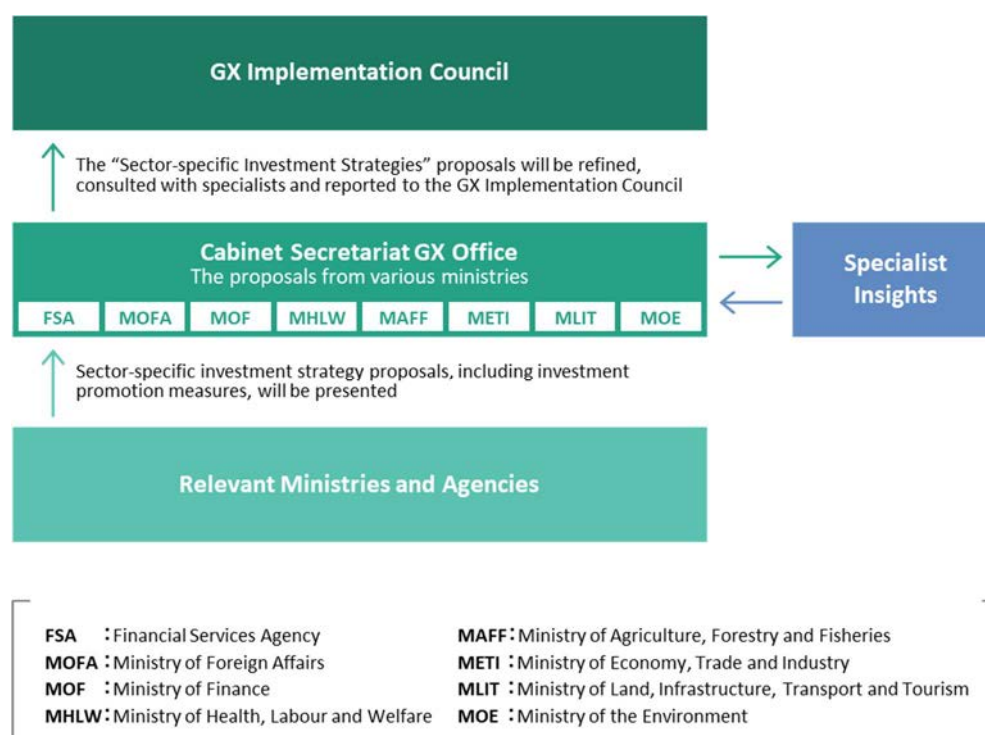 GX Implementation Council
The “Sector-specific Investment Strategies” proposals will be refined,
consulted with specialists and reported to the GX Implementation Council
Cabinet Secretariat GX Office
The proposals from various ministries
FSA MOFA MOF MHLW MAFF METI MLIT MOE
Specialist
Insights
Sector-specific investment strategy proposals, including investment
promotion measures, will be presented
Relevant Ministries and Agencies
FSA :Financial Services Agency
MOFA :Ministry of Foreign Affairs
MOF :Ministry of Finance
MHLW:Ministry of Health, Labour and Welfare
MAFF:Ministry of Agriculture, Forestry and Fisheries
METI :Ministry of Economy, Trade and Industry
MLIT :Ministry of Land, Infrastructure, Transport and Tourism
MOE :Ministry of the Environment